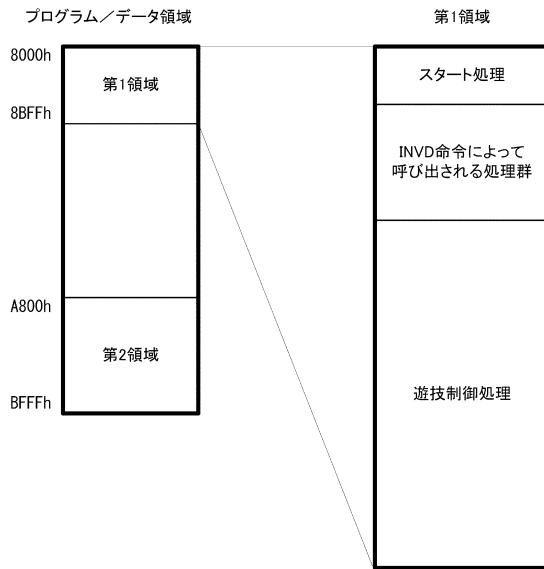 プログラム／データ領域
8000h
第1領域
8BFFh
A800h
第2領域
BFFFh
第1領域
スタート処理
INVD命令によって
呼び出される処理群
遊技制御処理